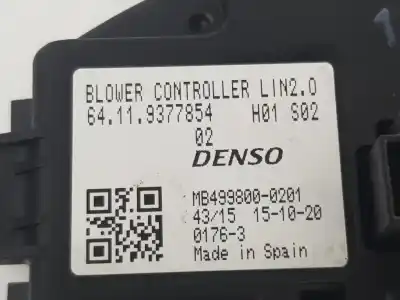 BLOWER CONTROLLER LIN2.0
64.11.9377854 H01 S02
02
DENSO
MB499800-0201
43/15 15-10-20
0176-3
Made in Spain
1